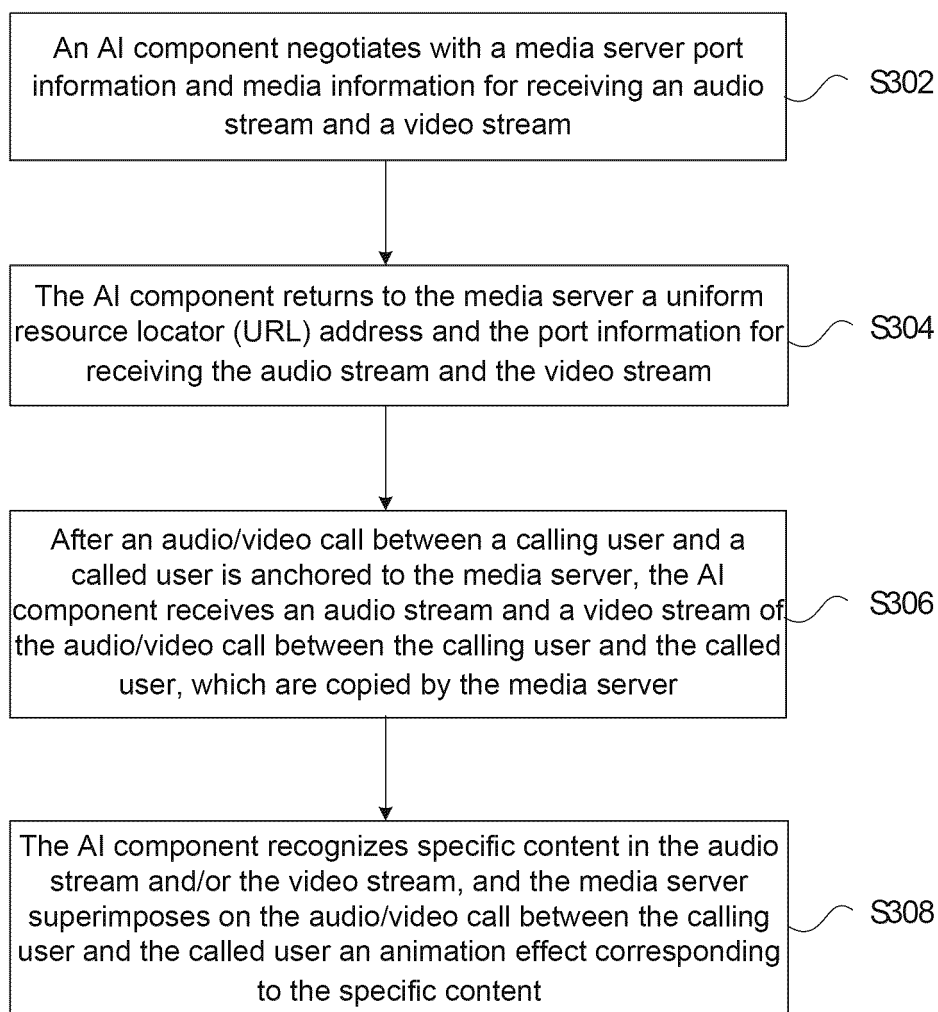 An AI component negotiates with a media server port
information and media information for receiving an audio
stream and a video stream
S302
The AI component returns to the media server a uniform
resource locator (URL) address and the port information for
receiving the audio stream and the video stream
S304
After an audio/video call between a calling user and a
called user is anchored to the media server, the AI
component receives an audio stream and a video stream of
the audio/video call between the calling user and the called
user, which are copied by the media server
S306
The AI component recognizes specific content in the audio
stream and/or the video stream, and the media server
superimposes on the audio/video call between the calling
user and the called user an animation effect corresponding
to the specific content
S308